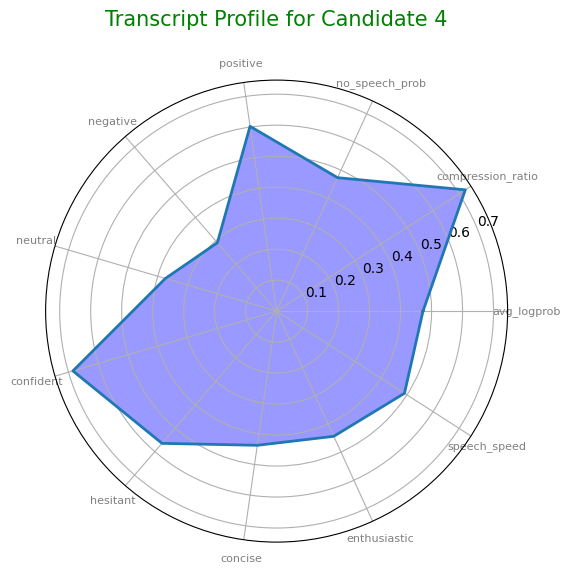 Transcript Profile for Candidate 4
positive
no_speech_prob
negative
compression_ratio
0.7
0.6
neutral
0.5
0.4
0.3
0.2
0.1
avg_logprob
confident
speech_speed
hesitant
enthusiastic
concise